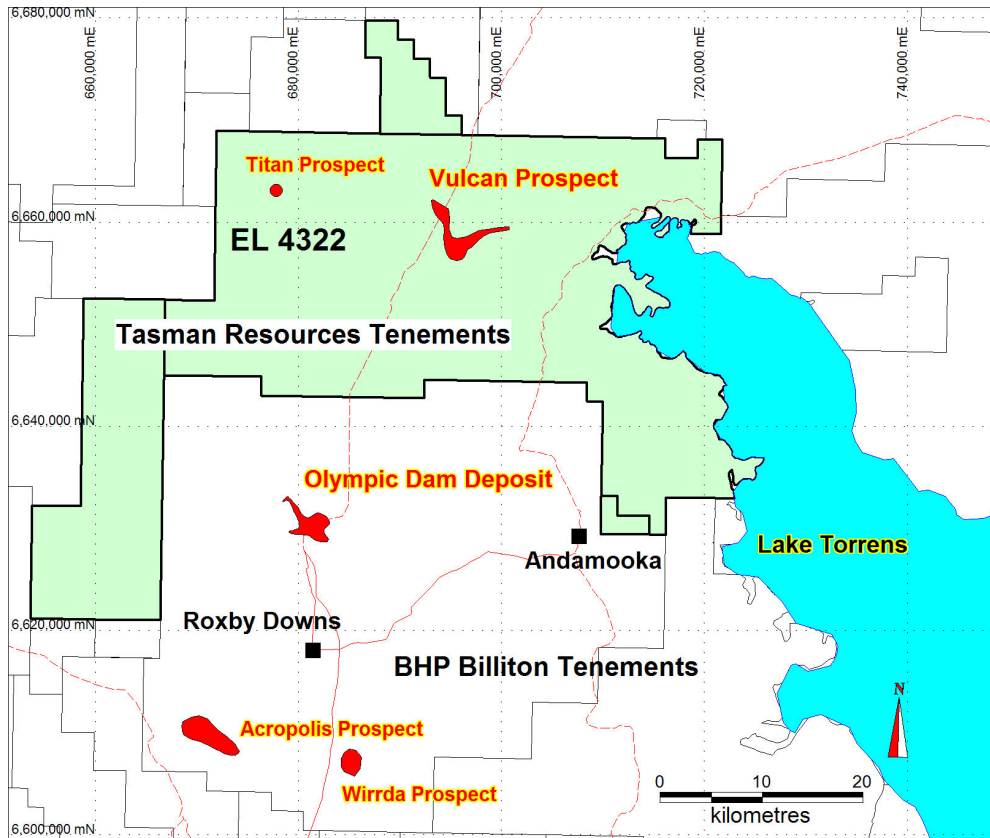 6,680,000 mN
660,000 mE
680,000 mE
700,000 mE
720,000 mE
740,000 mE
Titan Prospect
Vulcan Prospect
6,660,000 mN
EL 4322
Tasman Resources Tenements
6,640,000 mN
Olympic Dam Deposit
Lake Torrens
Andamooka
Roxby Downs
6,620,000 mN
BHP Billiton Tenements
N
Acropolis Prospect
Wirrda Prospect
0 10 20
kilometres
6,600,000 mN